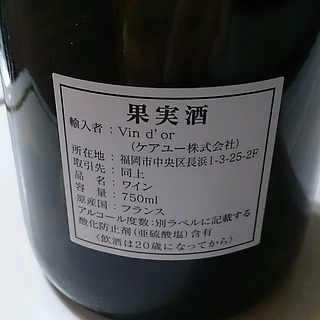 果実酒
輸入者：Vin d'or
(ケアユー株式会社)
所在地：福岡市中央区長浜1-3-25-2F
取引先：同上
品名：ワイン
容量：750ml
原産国：フランス
アルコール度数：別ラベルに記載する
酸化防止剤(亜硫酸塩)含有
(飲酒は20歳になってから)